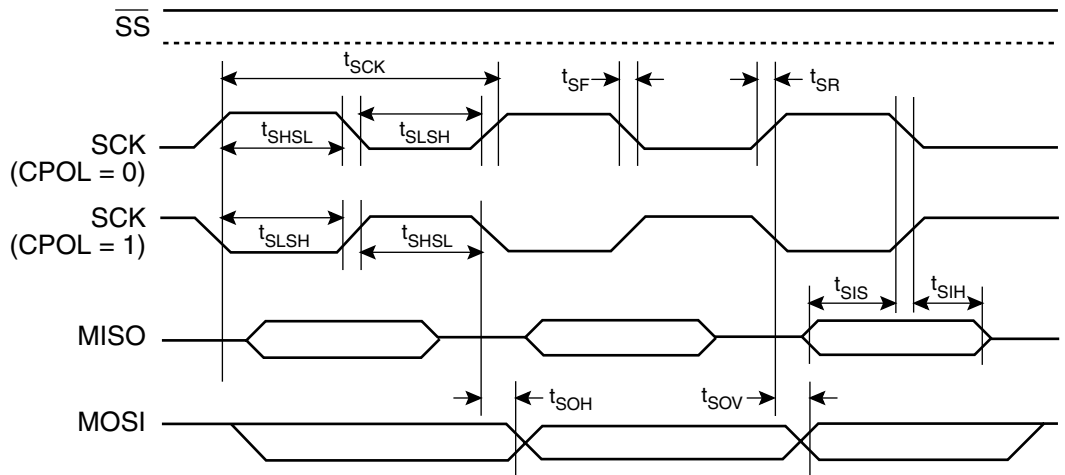 SS
tSCK
tSF
tSR
SCK
(CPOL = 0)
tSHSL
tSLSH
SCK
(CPOL = 1)
tSLSH
tSHSL
tSIS
tSIH
MISO
tSOH
tSOV
MOSI